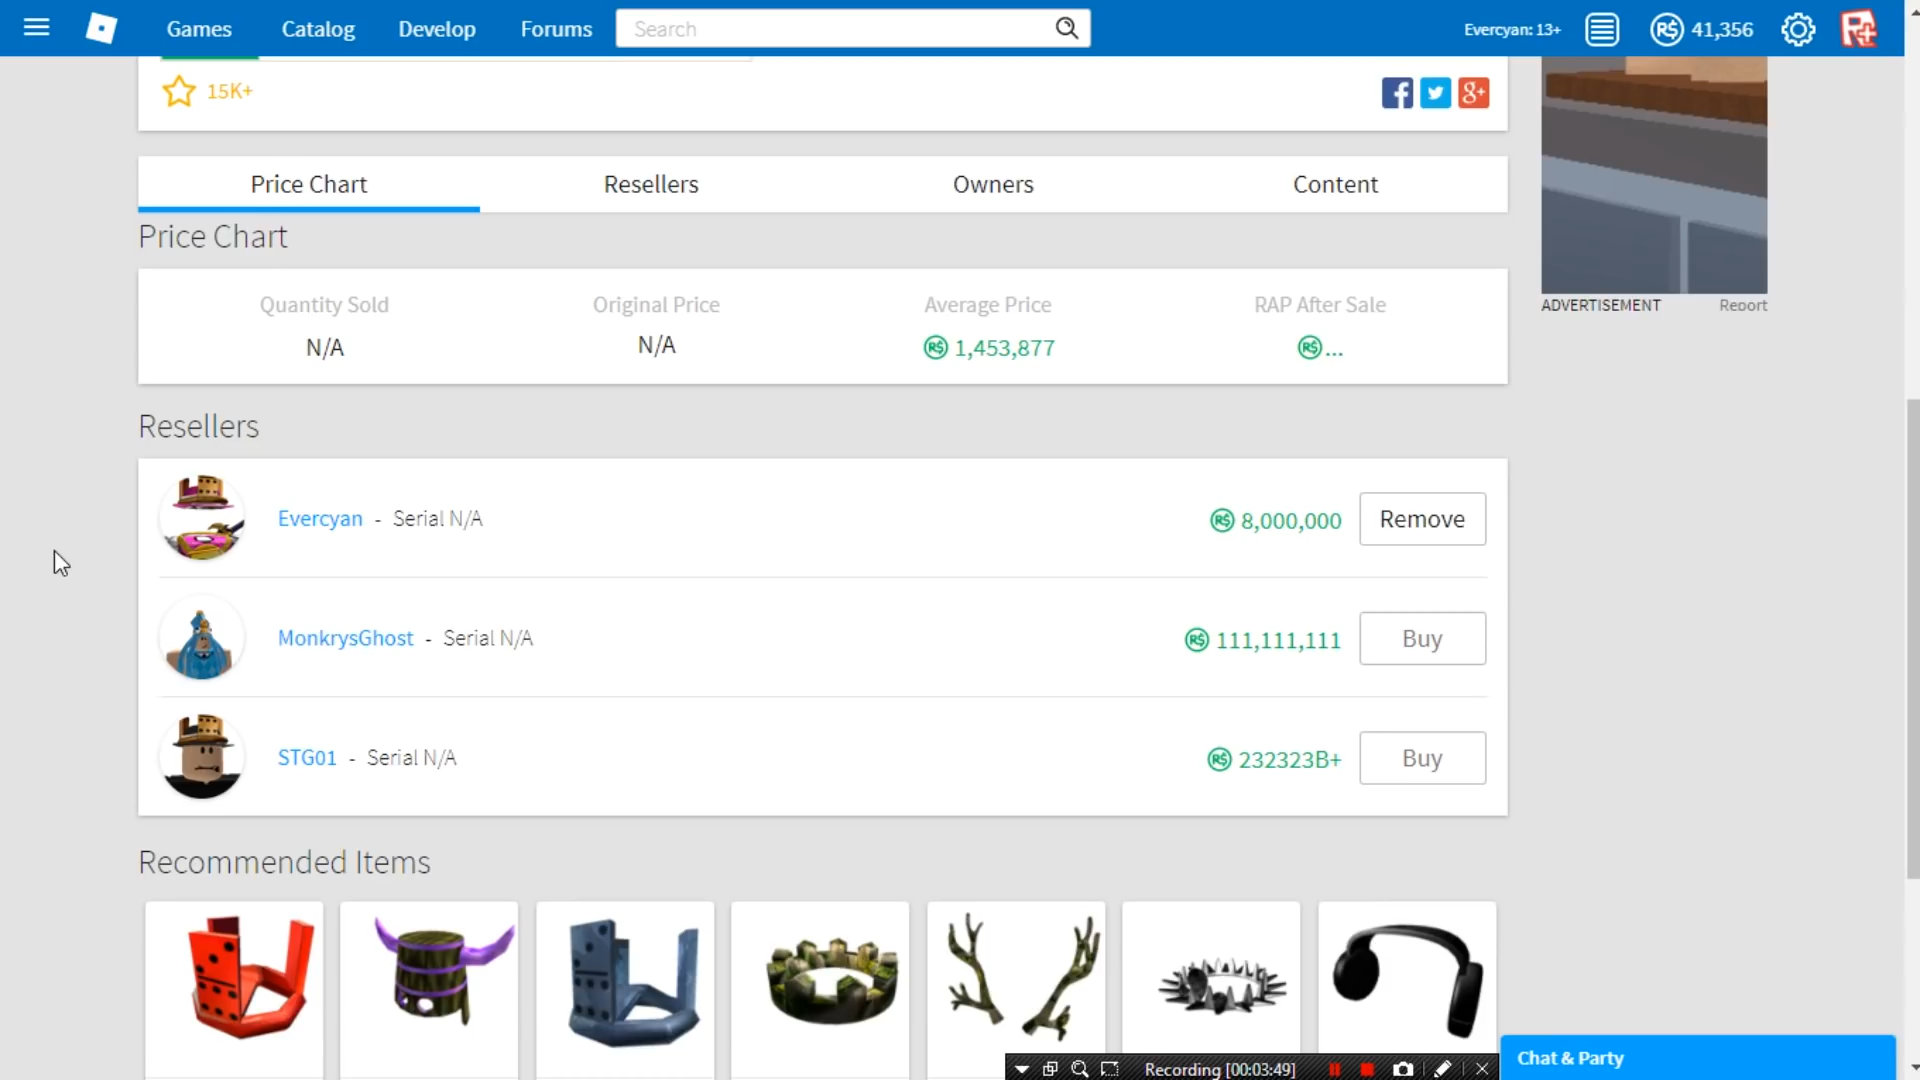 Games Catalog Develop Forums Search Evercyan: 13+ R$ 41,356
15K+
Price Chart Resellers Owners Content
Price Chart
Quantity Sold Original Price Average Price RAP After Sale
N/A N/A R$ 1,453,877 R$ ...
ADVERTISEMENT Report
Resellers
Evercyan - Serial N/A R$ 8,000,000 Remove
MonkrysGhost - Serial N/A R$ 111,111,111 Buy
STG01 - Serial N/A R$ 232323B+ Buy
Recommended Items
Recording [00:03:49]
Chat & Party